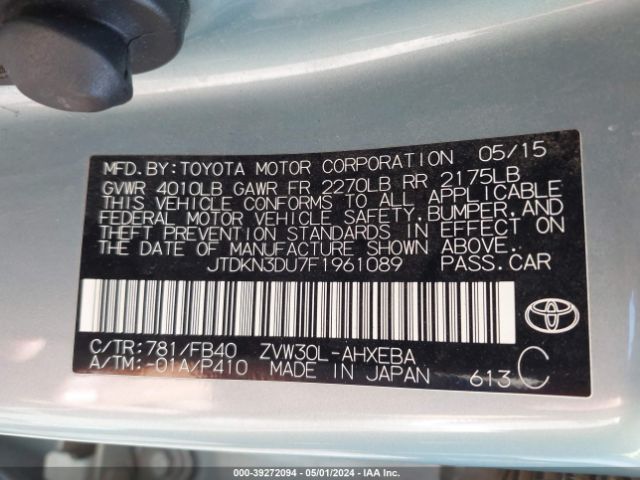 MFD.BY:TOYOTA MOTOR CORPORATION 05/15
GVWR 4010LB GAWR FR 2270LB RR 2175LB
THIS VEHICLE CONFORMS TO ALL APPLICABLE
FEDERAL MOTOR VEHICLE SAFETY,BUMPER,AND
THEFT PREVENTION STANDARDS IN EFFECT ON
THE DATE OF MANUFACTURE SHOWN ABOVE.
JTDKN3DU7F1961089 PASS.CAR
C/TR:781/FB40 ZVW30L-AHXEBA
A/TM:-01A/P410 MADE IN JAPAN 613 C
TOYOTA
000-39272094 - 05/01/2024 - IAA Inc.